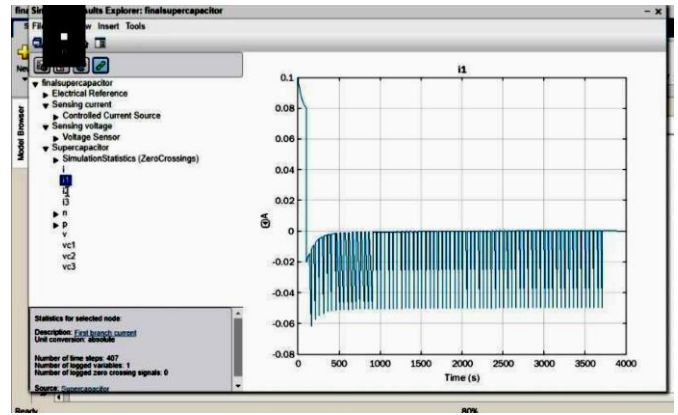 Results Explorer: finalsupercapacitor
Insert Tools
finalsupercapacitor
Electrical Reference
Sensing current
Controlled Current Source
Sensing voltage
Voltage Sensor
Supercapacitor
SimulationStatistics (ZeroCrossings)
i
i1
i2
i3
n
p
v
vc1
vc2
vc3
Model Browser
Statistics for selected node
Description: First branch current
Unit conversion: absolute
Number of time steps: 407
Number of logged variables: 1
Number of logged zero crossing signals: 0
Source: Supercapacitor
i1
0.1
0.08
0.06
0.04
0.02
0
-0.02
-0.04
-0.06
-0.08
A
0 500 1000 1500 2000 2500 3000 3500 4000
Time (s)
Ready
80%